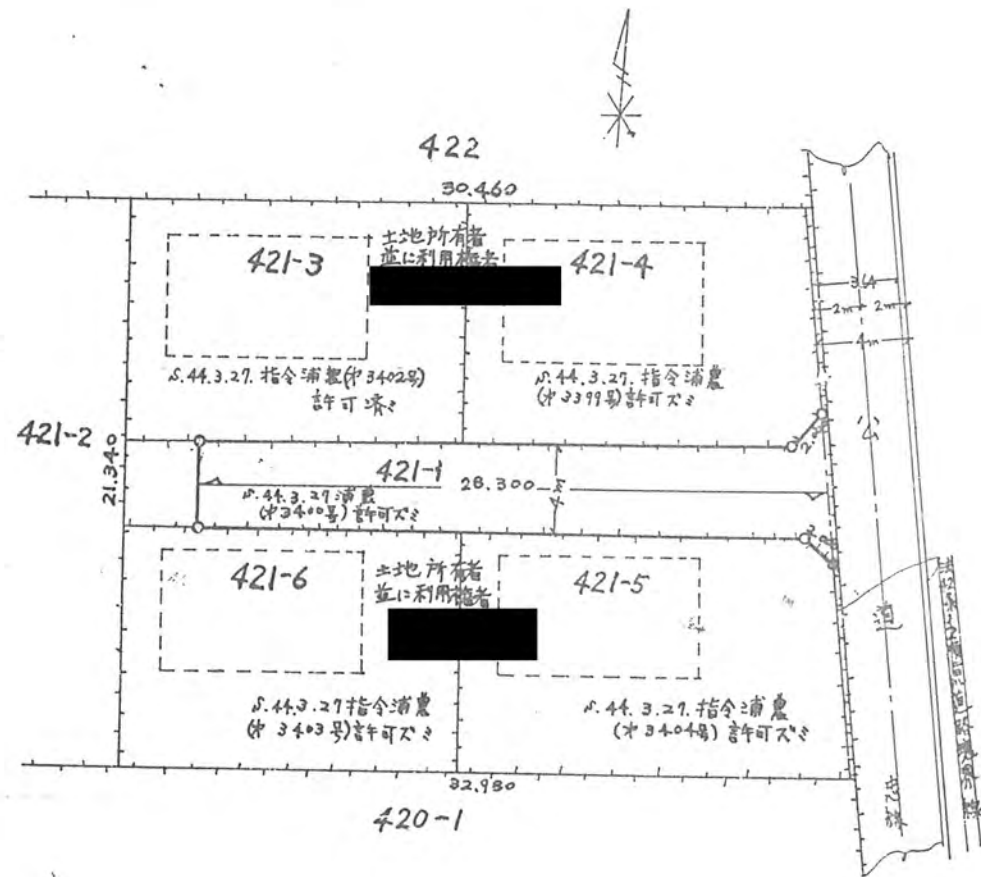 422
30.460
土地所有者
並に利用権者
421-3
421-4
S.44.3.27. 指令浦農(オ3402号)
許可済ミ
S.44.3.27. 指令浦農
(オ3399号)許可ズミ
3.64
2m 2m
4m
公
421-2
21.340
421-1
28.300
S.44.3.27浦農
(オ3400号)許可ズミ
土地所有者
並に利用権者
421-6
421-5
S.44.3.27指令浦農
(オ3403号)許可ズミ
S.44.3.27.指令浦農
(オ3404号)許可ズミ
道
32.980
420-1